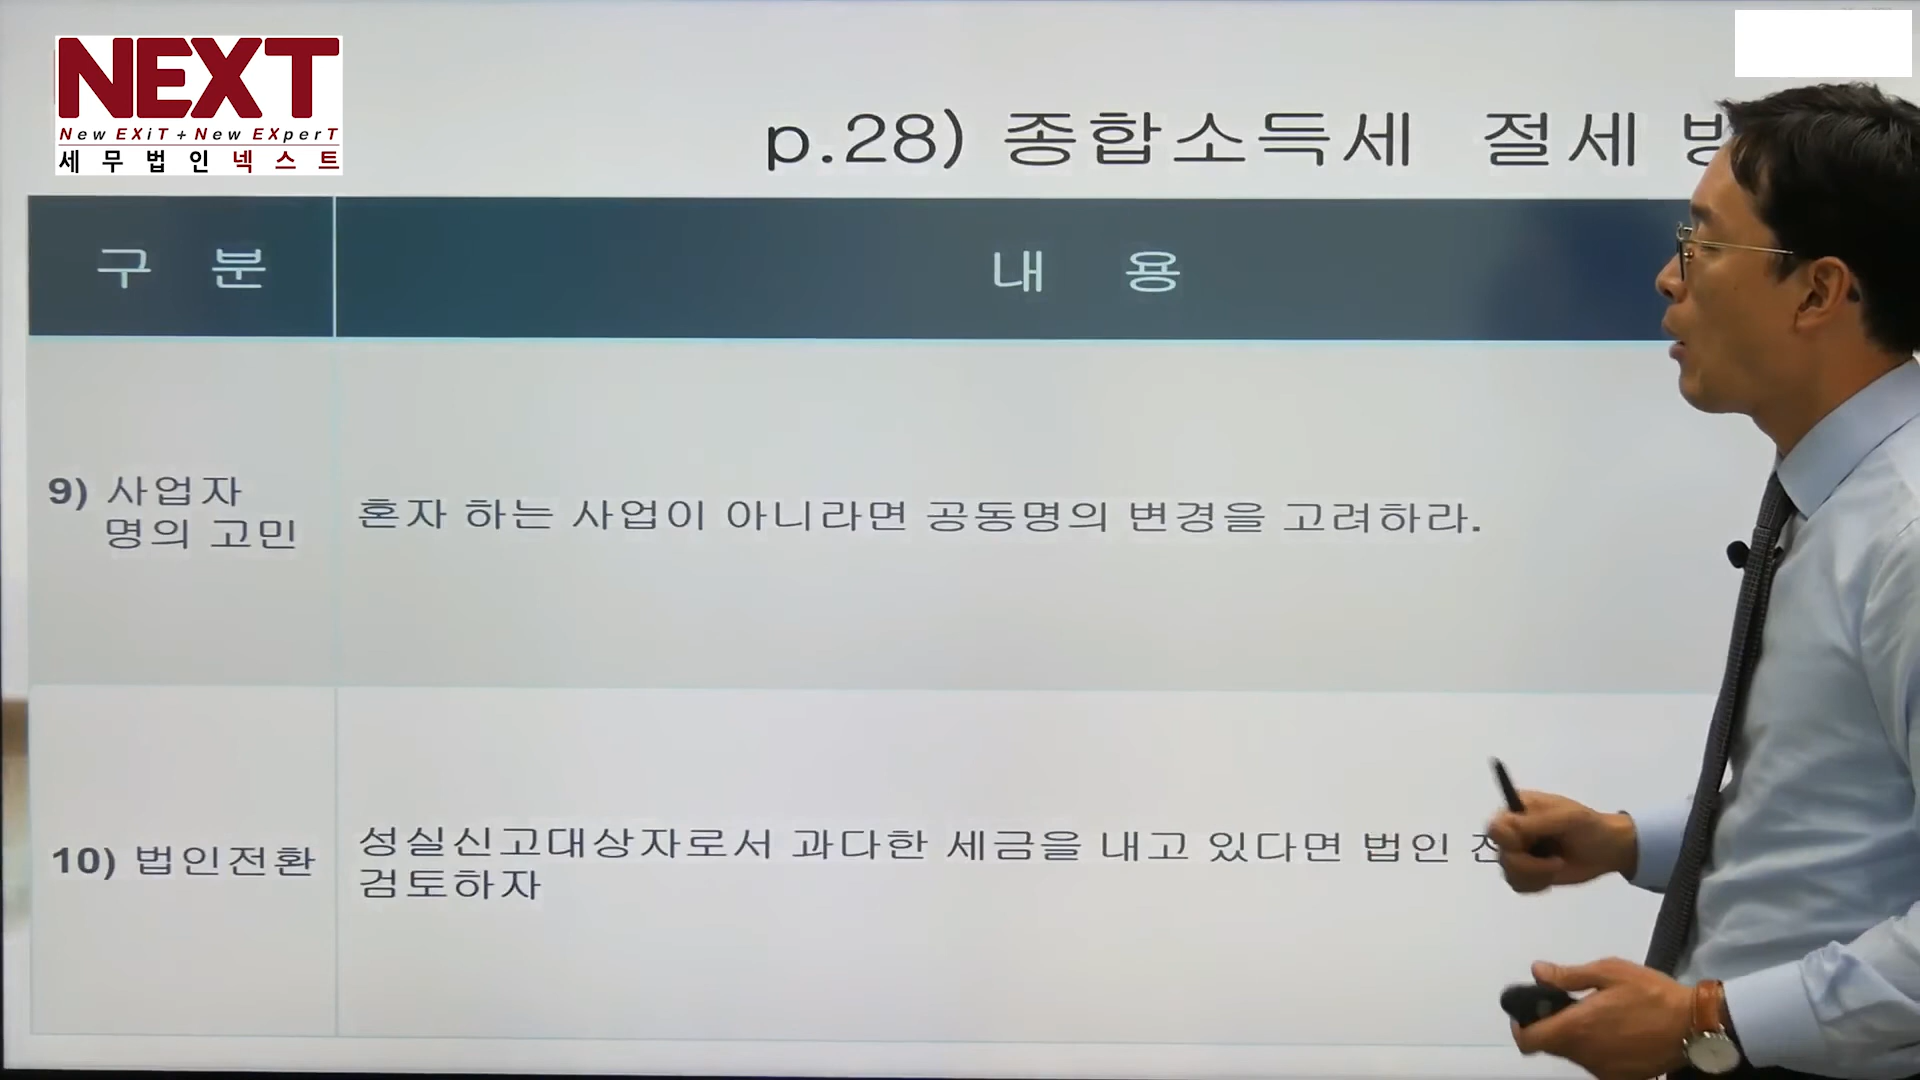 NEXT
New EXiT + New EXperT
세무법인넥스트
p.28) 종합소득세 절세
구 분
내 용
9) 사업자
명의 고민
혼자 하는 사업이 아니라면 공동명의 변경을 고려하라.
10) 법인전환
성실신고대상자로서 과다한 세금을 내고 있다면 법인
검토하자